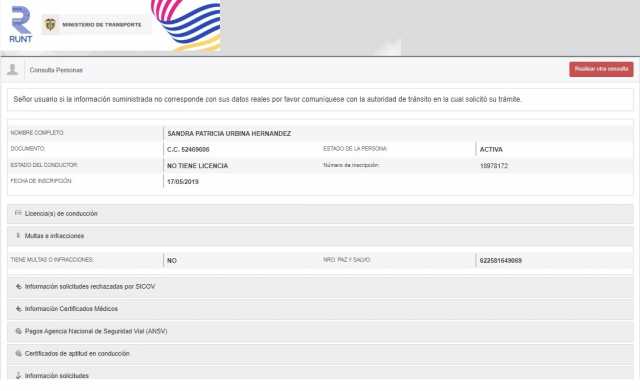 RUNT
MINISTERIO DE TRANSPORTE
Consulta Personas
Realizar otra consulta
Señor usuario si la información suministrada no corresponde con sus datos reales por favor comuníquese con la autoridad de tránsito en la cual solicitó su trámite.
NOMBRE COMPLETO: SANDRA PATRICIA URBINA HERNANDEZ
DOCUMENTO: C.C. 52469686 ESTADO DE LA PERSONA: ACTIVA
ESTADO DEL CONDUCTOR: NO TIENE LICENCIA Número de inscripción: 18978172
FECHA DE INSCRIPCIÓN: 17/05/2019
Licencia(s) de conducción
Multas e infracciones
TIENE MULTAS O INFRACCIONES: NO NRO. PAZ Y SALVO: 623581649069
Información solicitudes rechazadas por SICOV
Información Certificados Médicos
Pagos Agencia Nacional de Seguridad Vial (ANSV)
Certificados de aptitud en conducción
Información solicitudes